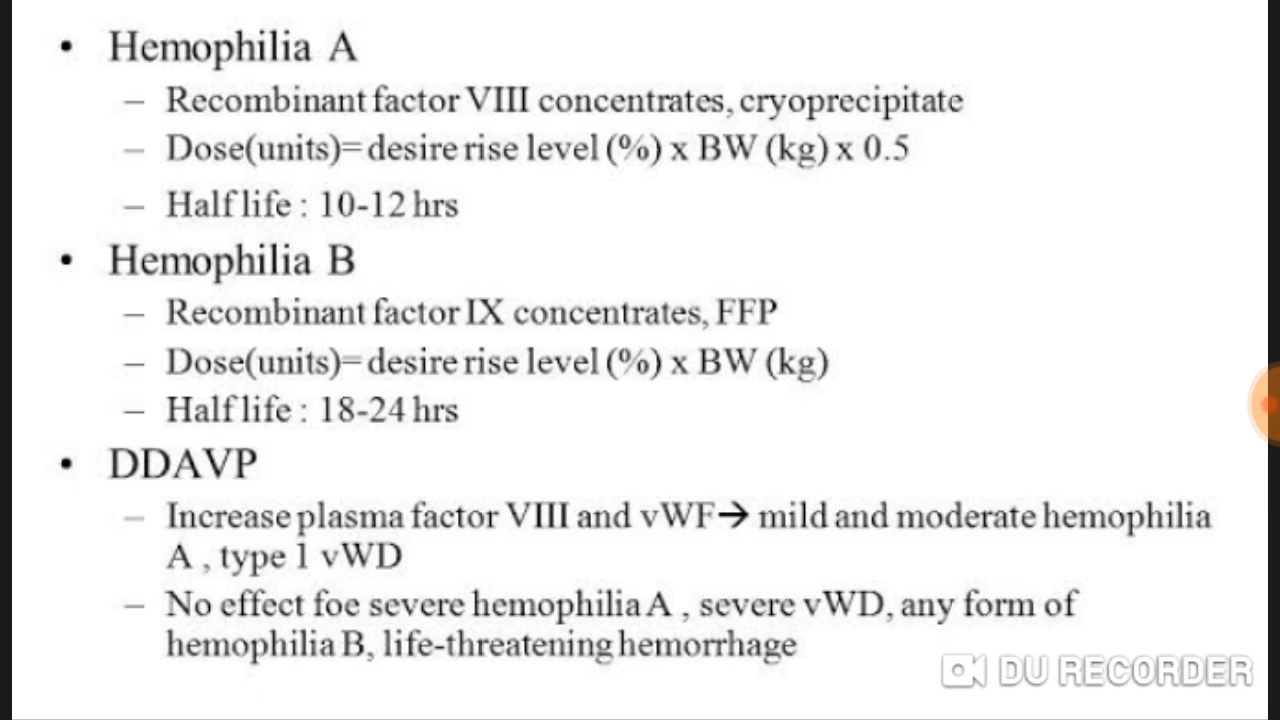 • Hemophilia A
– Recombinant factor VIII concentrates, cryoprecipitate
– Dose(units)= desire rise level (%) x BW (kg) x 0.5
– Half life : 10-12 hrs
• Hemophilia B
– Recombinant factor IX concentrates, FFP
– Dose(units)= desire rise level (%) x BW (kg)
– Half life : 18-24 hrs
• DDAVP
– Increase plasma factor VIII and vWF→ mild and moderate hemophilia
A , type 1 vWD
– No effect foe severe hemophilia A , severe vWD, any form of
hemophilia B, life-threatening hemorrhage
DU RECORDER